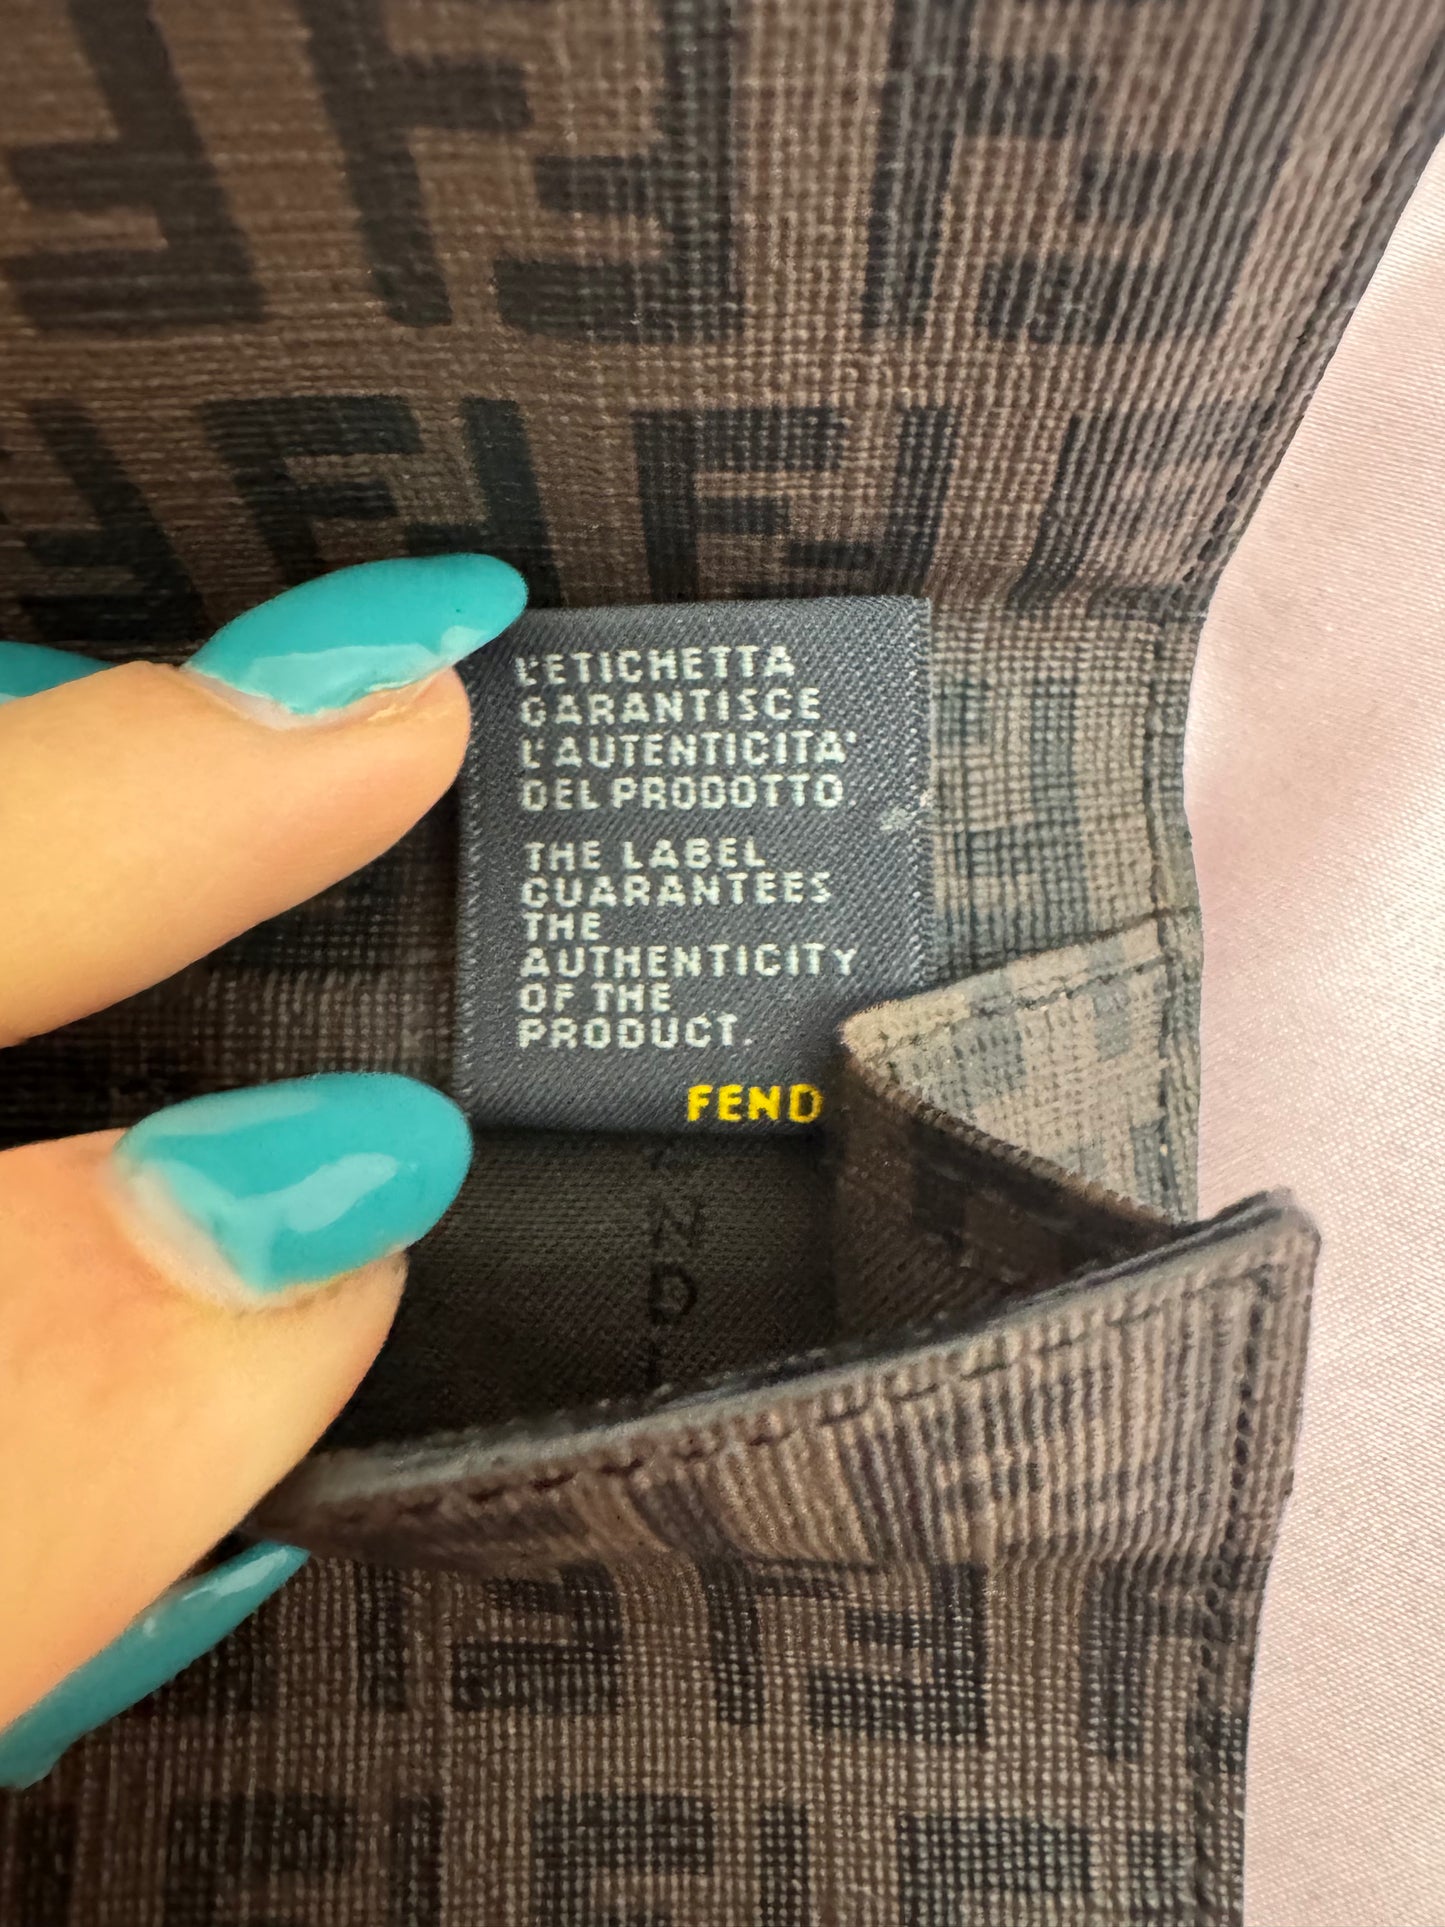 L'ETICHETTA
GARANTISCE
L'AUTENTICITA'
DEL PRODOTTO.
THE LABEL
GUARANTEES
THE
AUTHENTICITY
OF THE
PRODUCT.
FEND